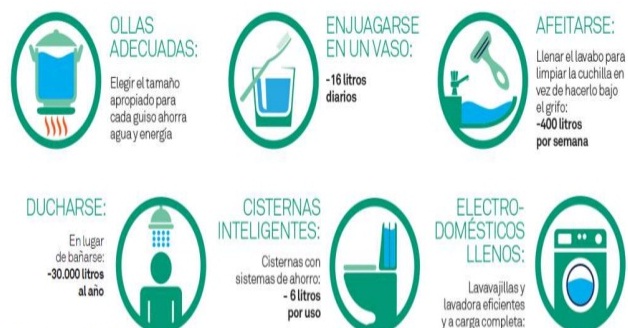 OLLAS
ADECUADAS:
Elegir el tamaño
apropiado para
cada guiso ahorra
agua y energía
ENJUAGARSE
EN UN VASO:
-16 litros
diarios
AFEITARSE:
Llenar el lavabo para
limpiar la cuchilla en
vez de hacerlo bajo
el grifo:
-400 litros
por semana
DUCHARSE:
En lugar
de bañarse:
-30.000 litros
al año
CISTERNAS
INTELIGENTES:
Cisternas con
sistemas de ahorro:
- 6 litros
por uso
ELECTRO-
DOMÉSTICOS
LLENOS:
Lavavajillas y
lavadora eficientes
y a carga completa: